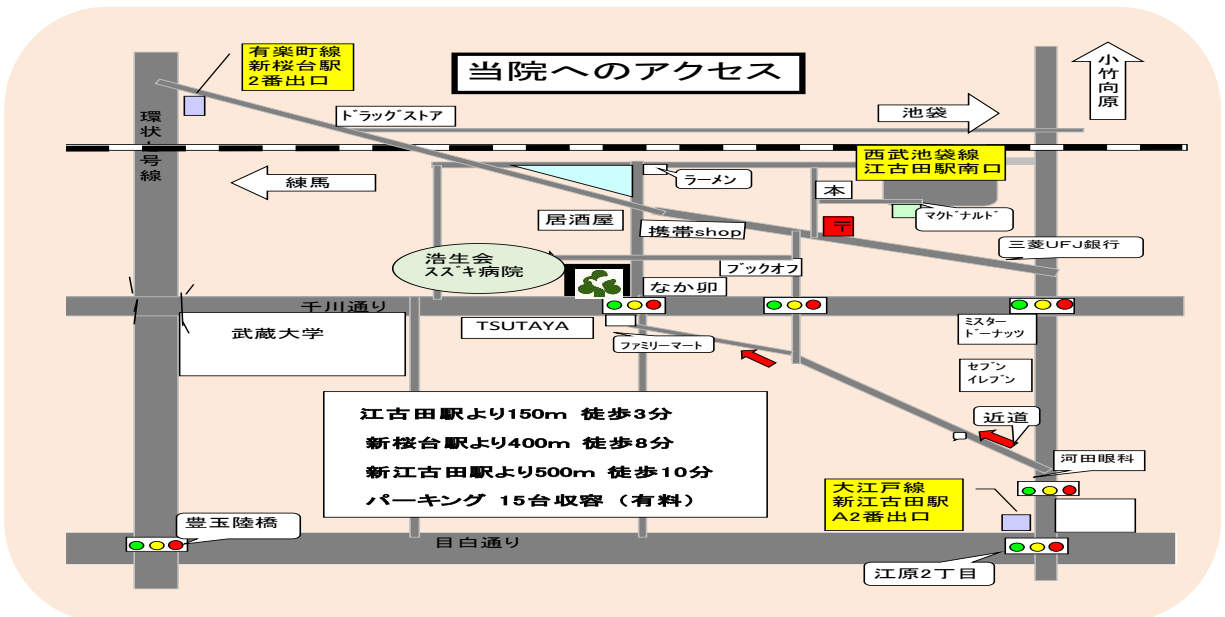 有楽町線
新桜台駅
2番出口
当院へのアクセス
小竹向原
環状
号線
ドラッグストア
池袋
西武池袋線
江古田駅南口
練馬
ラーメン
本
マクドナルド
居酒屋
携帯shop
〒
三菱UFJ銀行
浩生会
スズキ病院
ブックオフ
なか卯
千川通り
武蔵大学
TSUTAYA
ファミリーマート
ミスター
ドーナッツ
セブン
イレブン
近道
江古田駅より150m 徒歩3分
新桜台駅より400m 徒歩8分
新江古田駅より500m 徒歩10分
パーキング 15台収容（有料）
河田眼科
大江戸線
新江古田駅
A2番出口
豊玉陸橋
目白通り
江原2丁目